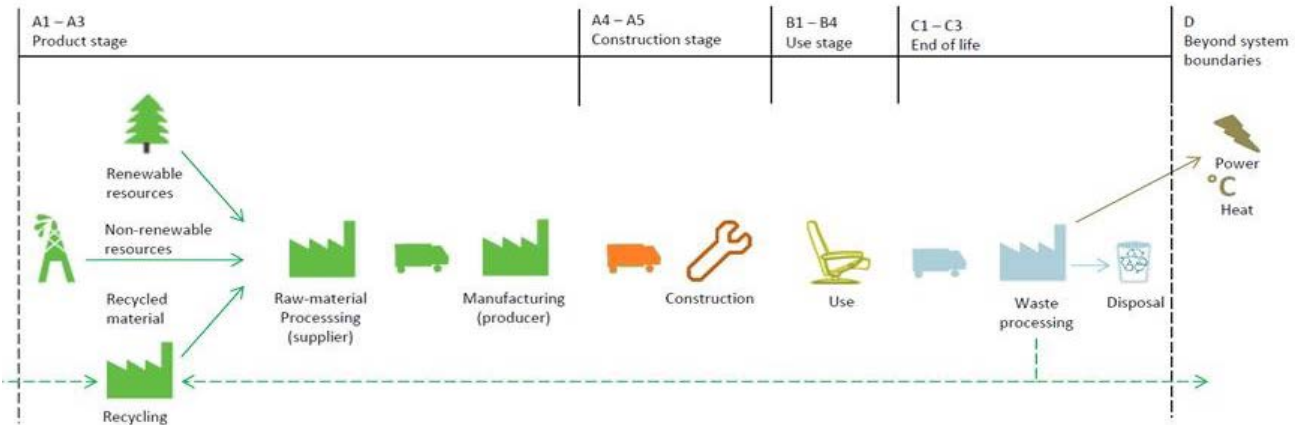 A1 – A3
Product stage
A4 – A5
Construction stage
B1 – B4
Use stage
C1 – C3
End of life
D
Beyond system
boundaries
Renewable
resources
Non-renewable
resources
Recycled
material
Recycling
Raw-material
Processsing
(supplier)
Manufacturing
(producer)
Construction
Use
Waste
processing
Disposal
Power
°C
Heat